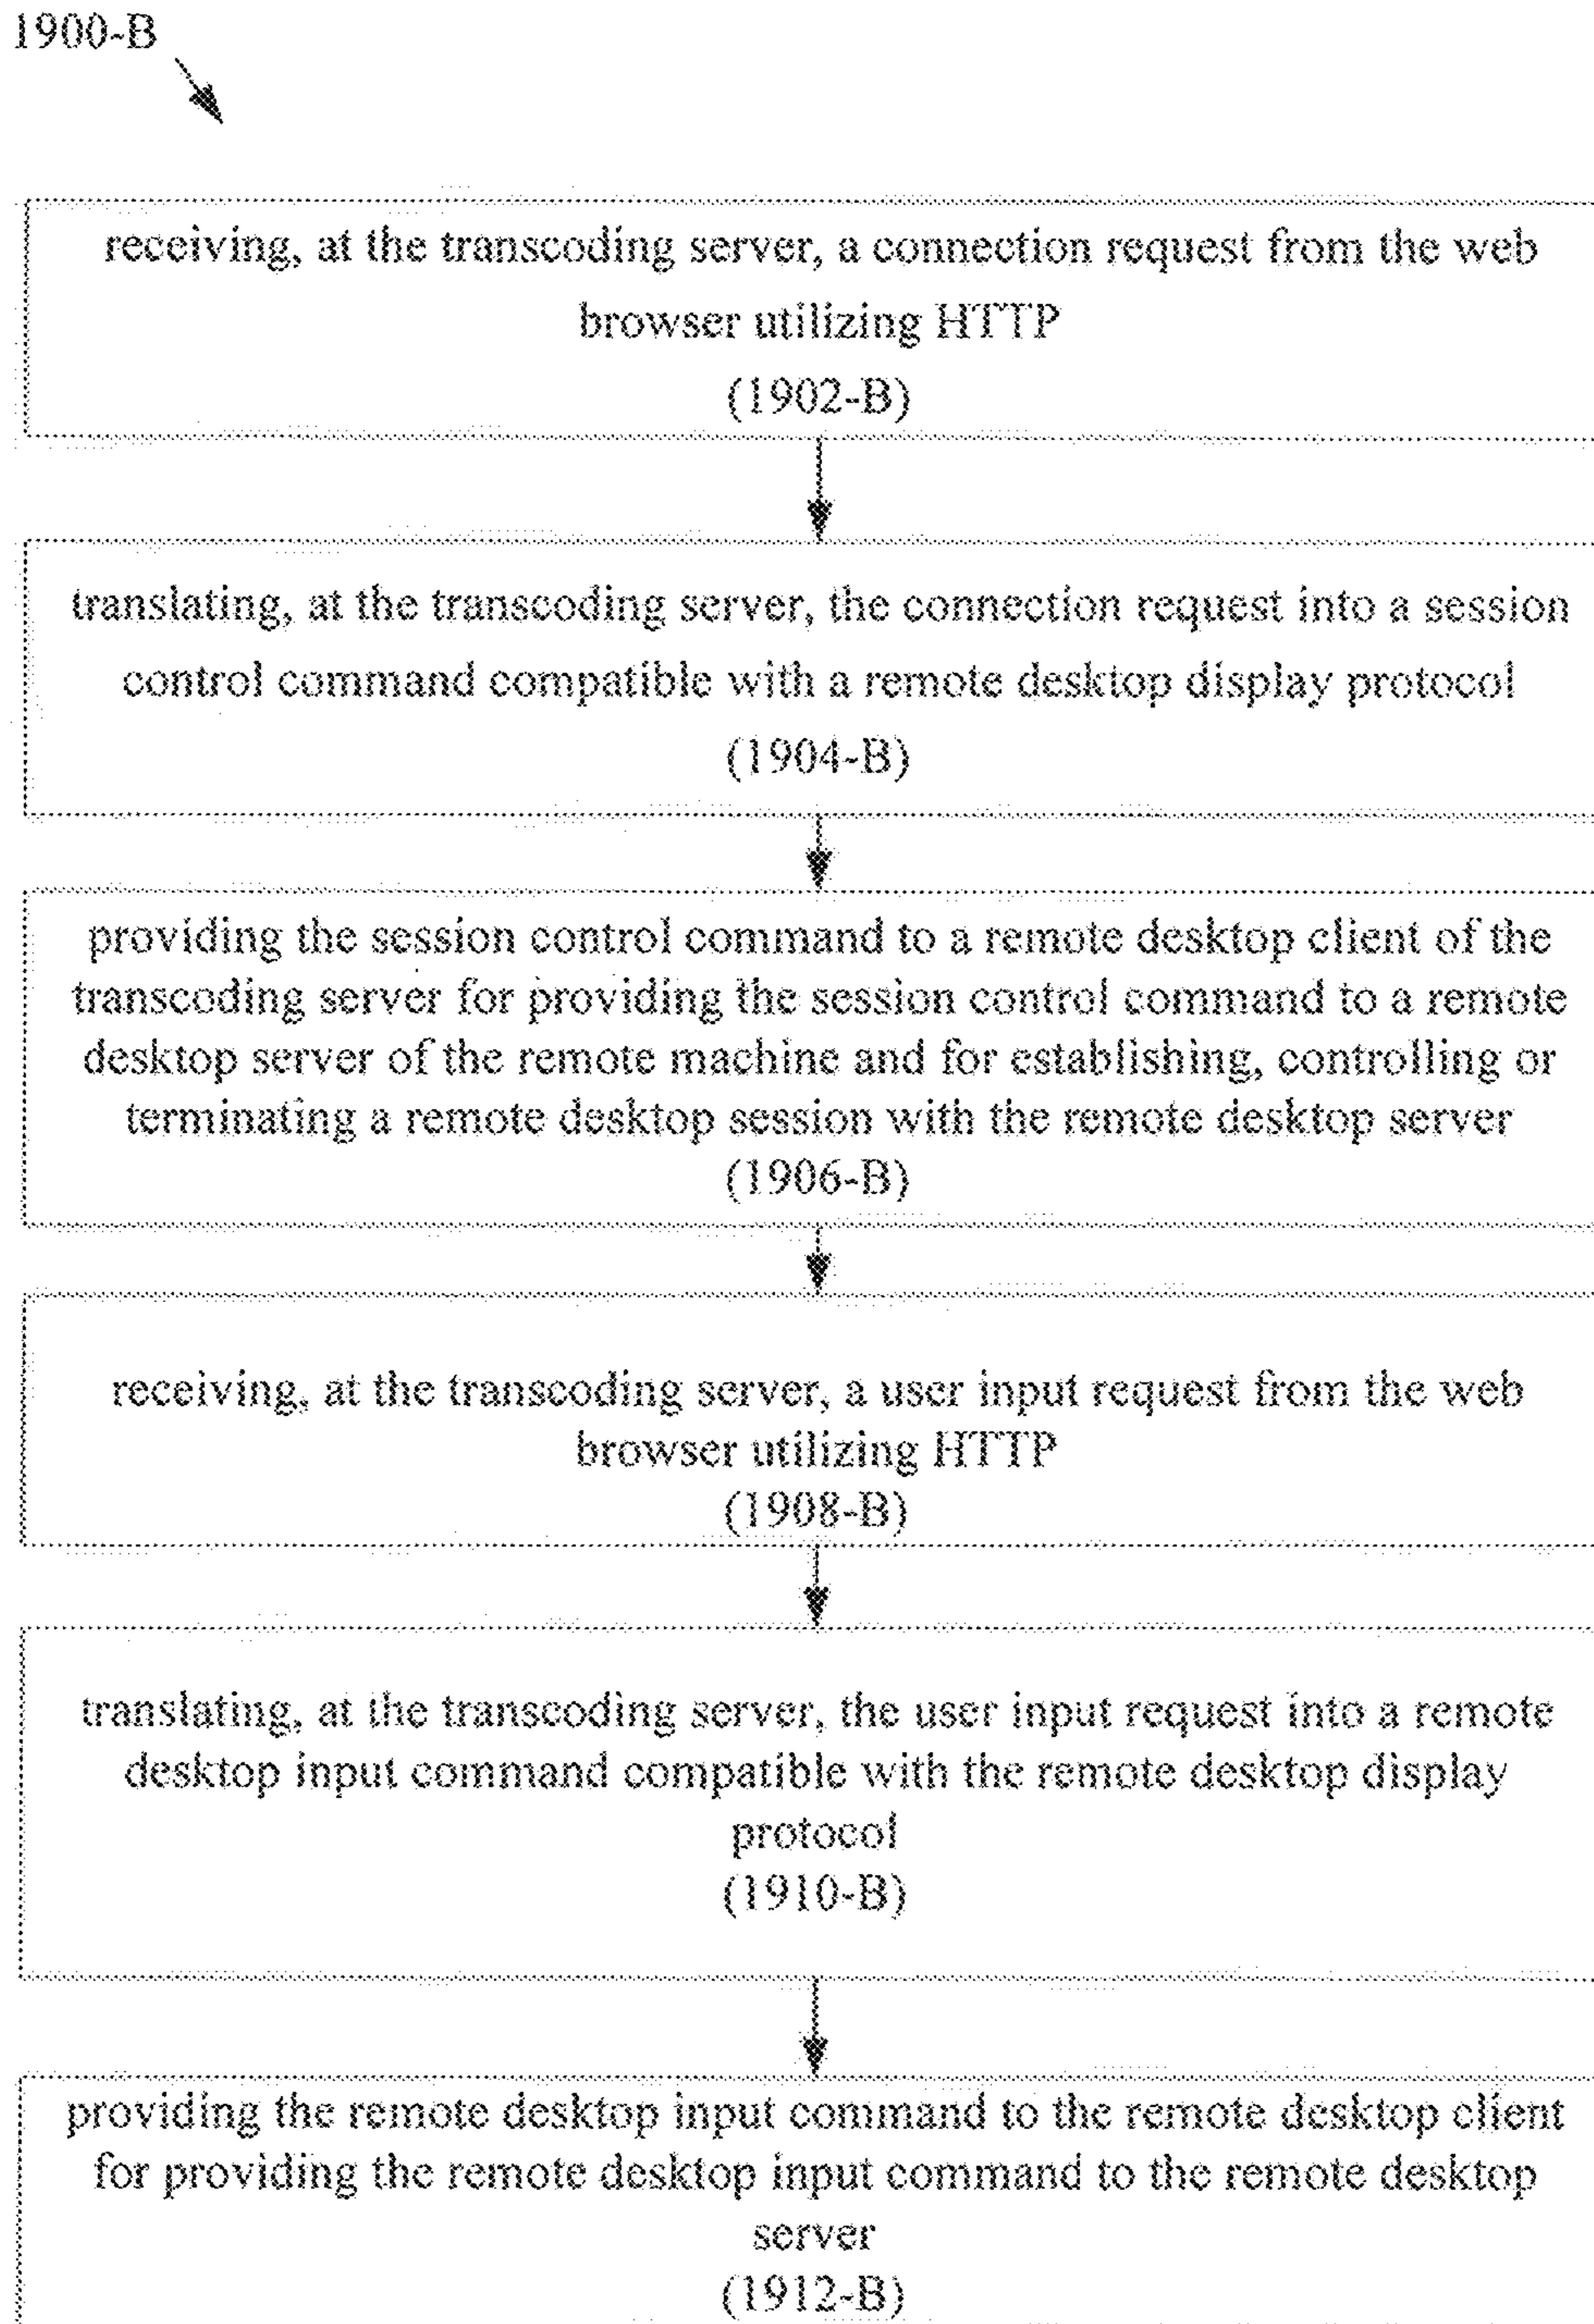 1900-B
receiving, at the transcoding server, a connection request from the web
browser utilizing HTTP
(1902-B)
translating, at the transcoding server, the connection request into a session
control command compatible with a remote desktop display protocol
(1904-B)
providing the session control command to a remote desktop client of the
transcoding server for providing the session control command to a remote
desktop server of the remote machine and for establishing, controlling or
terminating a remote desktop session with the remote desktop server
(1906-B)
receiving, at the transcoding server, a user input request from the web
browser utilizing HTTP
(1908-B)
translating, at the transcoding server, the user input request into a remote
desktop input command compatible with the remote desktop display
protocol
(1910-B)
providing the remote desktop input command to the remote desktop client
for providing the remote desktop input command to the remote desktop
server
(1912-B)